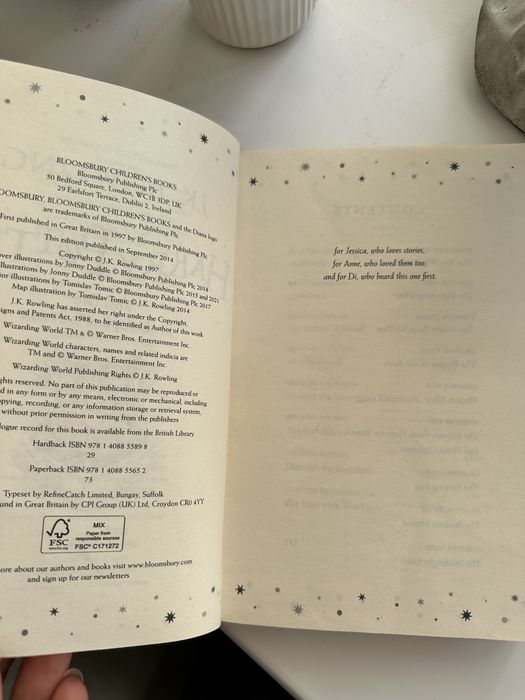 BLOOMSBURY CHILDREN'S BOOKS
Bloomsbury Publishing Plc
50 Bedford Square, London, WC1B 3DP, UK
29 Earlsfort Terrace, Dublin 2, Ireland
OOMSBURY, BLOOMSBURY CHILDREN'S BOOKS and the Diana logo
are trademarks of Bloomsbury Publishing Plc
First published in Great Britain in 1997 by Bloomsbury Publishing Plc
This edition published in September 2014
Copyright © J.K. Rowling 1997
over illustrations by Jonny Duddle © Bloomsbury Publishing Plc 2014
illustrations by Jonny Duddle © Bloomsbury Publishing Plc 2015 and 2021
rior illustrations by Tomislav Tomic © Bloomsbury Publishing Plc 2017
Map illustration by Tomislav Tomic © J.K. Rowling 2014
J.K. Rowling has asserted her right under the Copyright,
signs and Patents Act, 1988, to be identified as Author of this work
Wizarding World TM & © Warner Bros. Entertainment Inc.
Wizarding World characters, names and related indicia are
TM and © Warner Bros. Entertainment Inc.
Wizarding World Publishing Rights © J.K. Rowling
ghts reserved. No part of this publication may be reproduced or
d in any form or by any means, electronic or mechanical, including
opying, recording, or any information storage or retrieval system,
without prior permission in writing from the publishers
logue record for this book is available from the British Library
Hardback ISBN 978 1 4088 5589 8
29
Paperback ISBN 978 1 4088 5565 2
73
Typeset by RefineCatch Limited, Bungay, Suffolk
und in Great Britain by CPI Group (UK) Ltd, Croydon CR0 4YY
FSC
www.fsc.org
MIX
Paper from
responsible sources
FSC® C171272
ore about our authors and books visit www.bloomsbury.com
and sign up for our newsletters
for Jessica, who loves stories,
for Anne, who loved them too,
and for Di, who heard this one first.